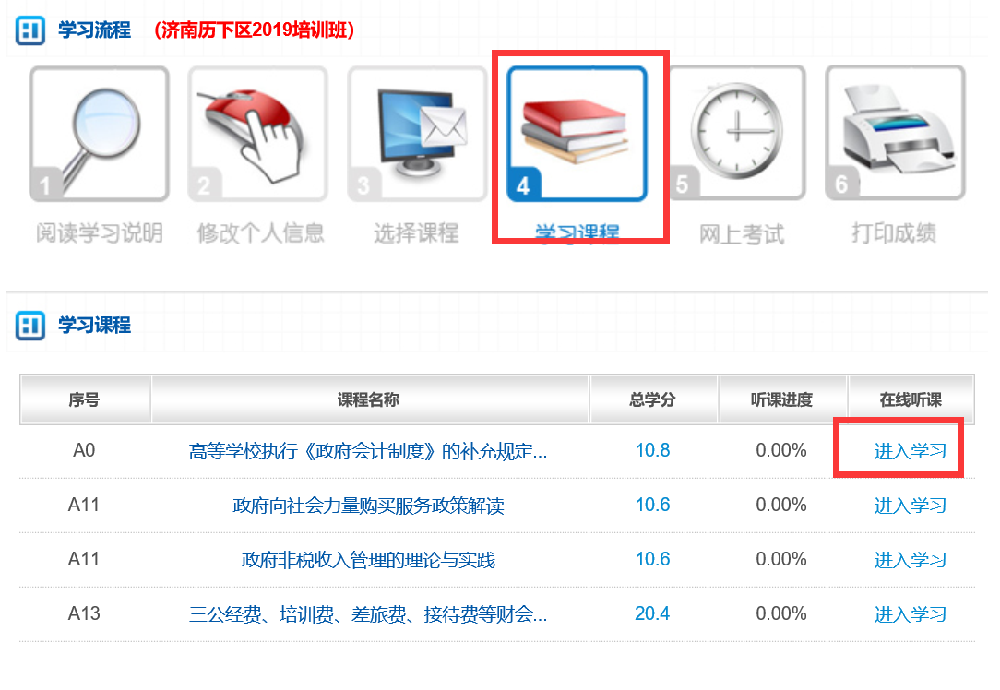 学习流程 (济南历下区2019培训班)
1 2 3 4 5 6
阅读学习说明 修改个人信息 选择课程 学习课程 网上考试 打印成绩
学习课程
序号 课程名称 总学分 听课进度 在线听课
A0 高等学校执行《政府会计制度》的补充规定... 10.8 0.00% 进入学习
A11 政府向社会力量购买服务政策解读 10.6 0.00% 进入学习
A11 政府非税收入管理的理论与实践 10.6 0.00% 进入学习
A13 三公经费、培训费、差旅费、接待费等财会... 20.4 0.00% 进入学习